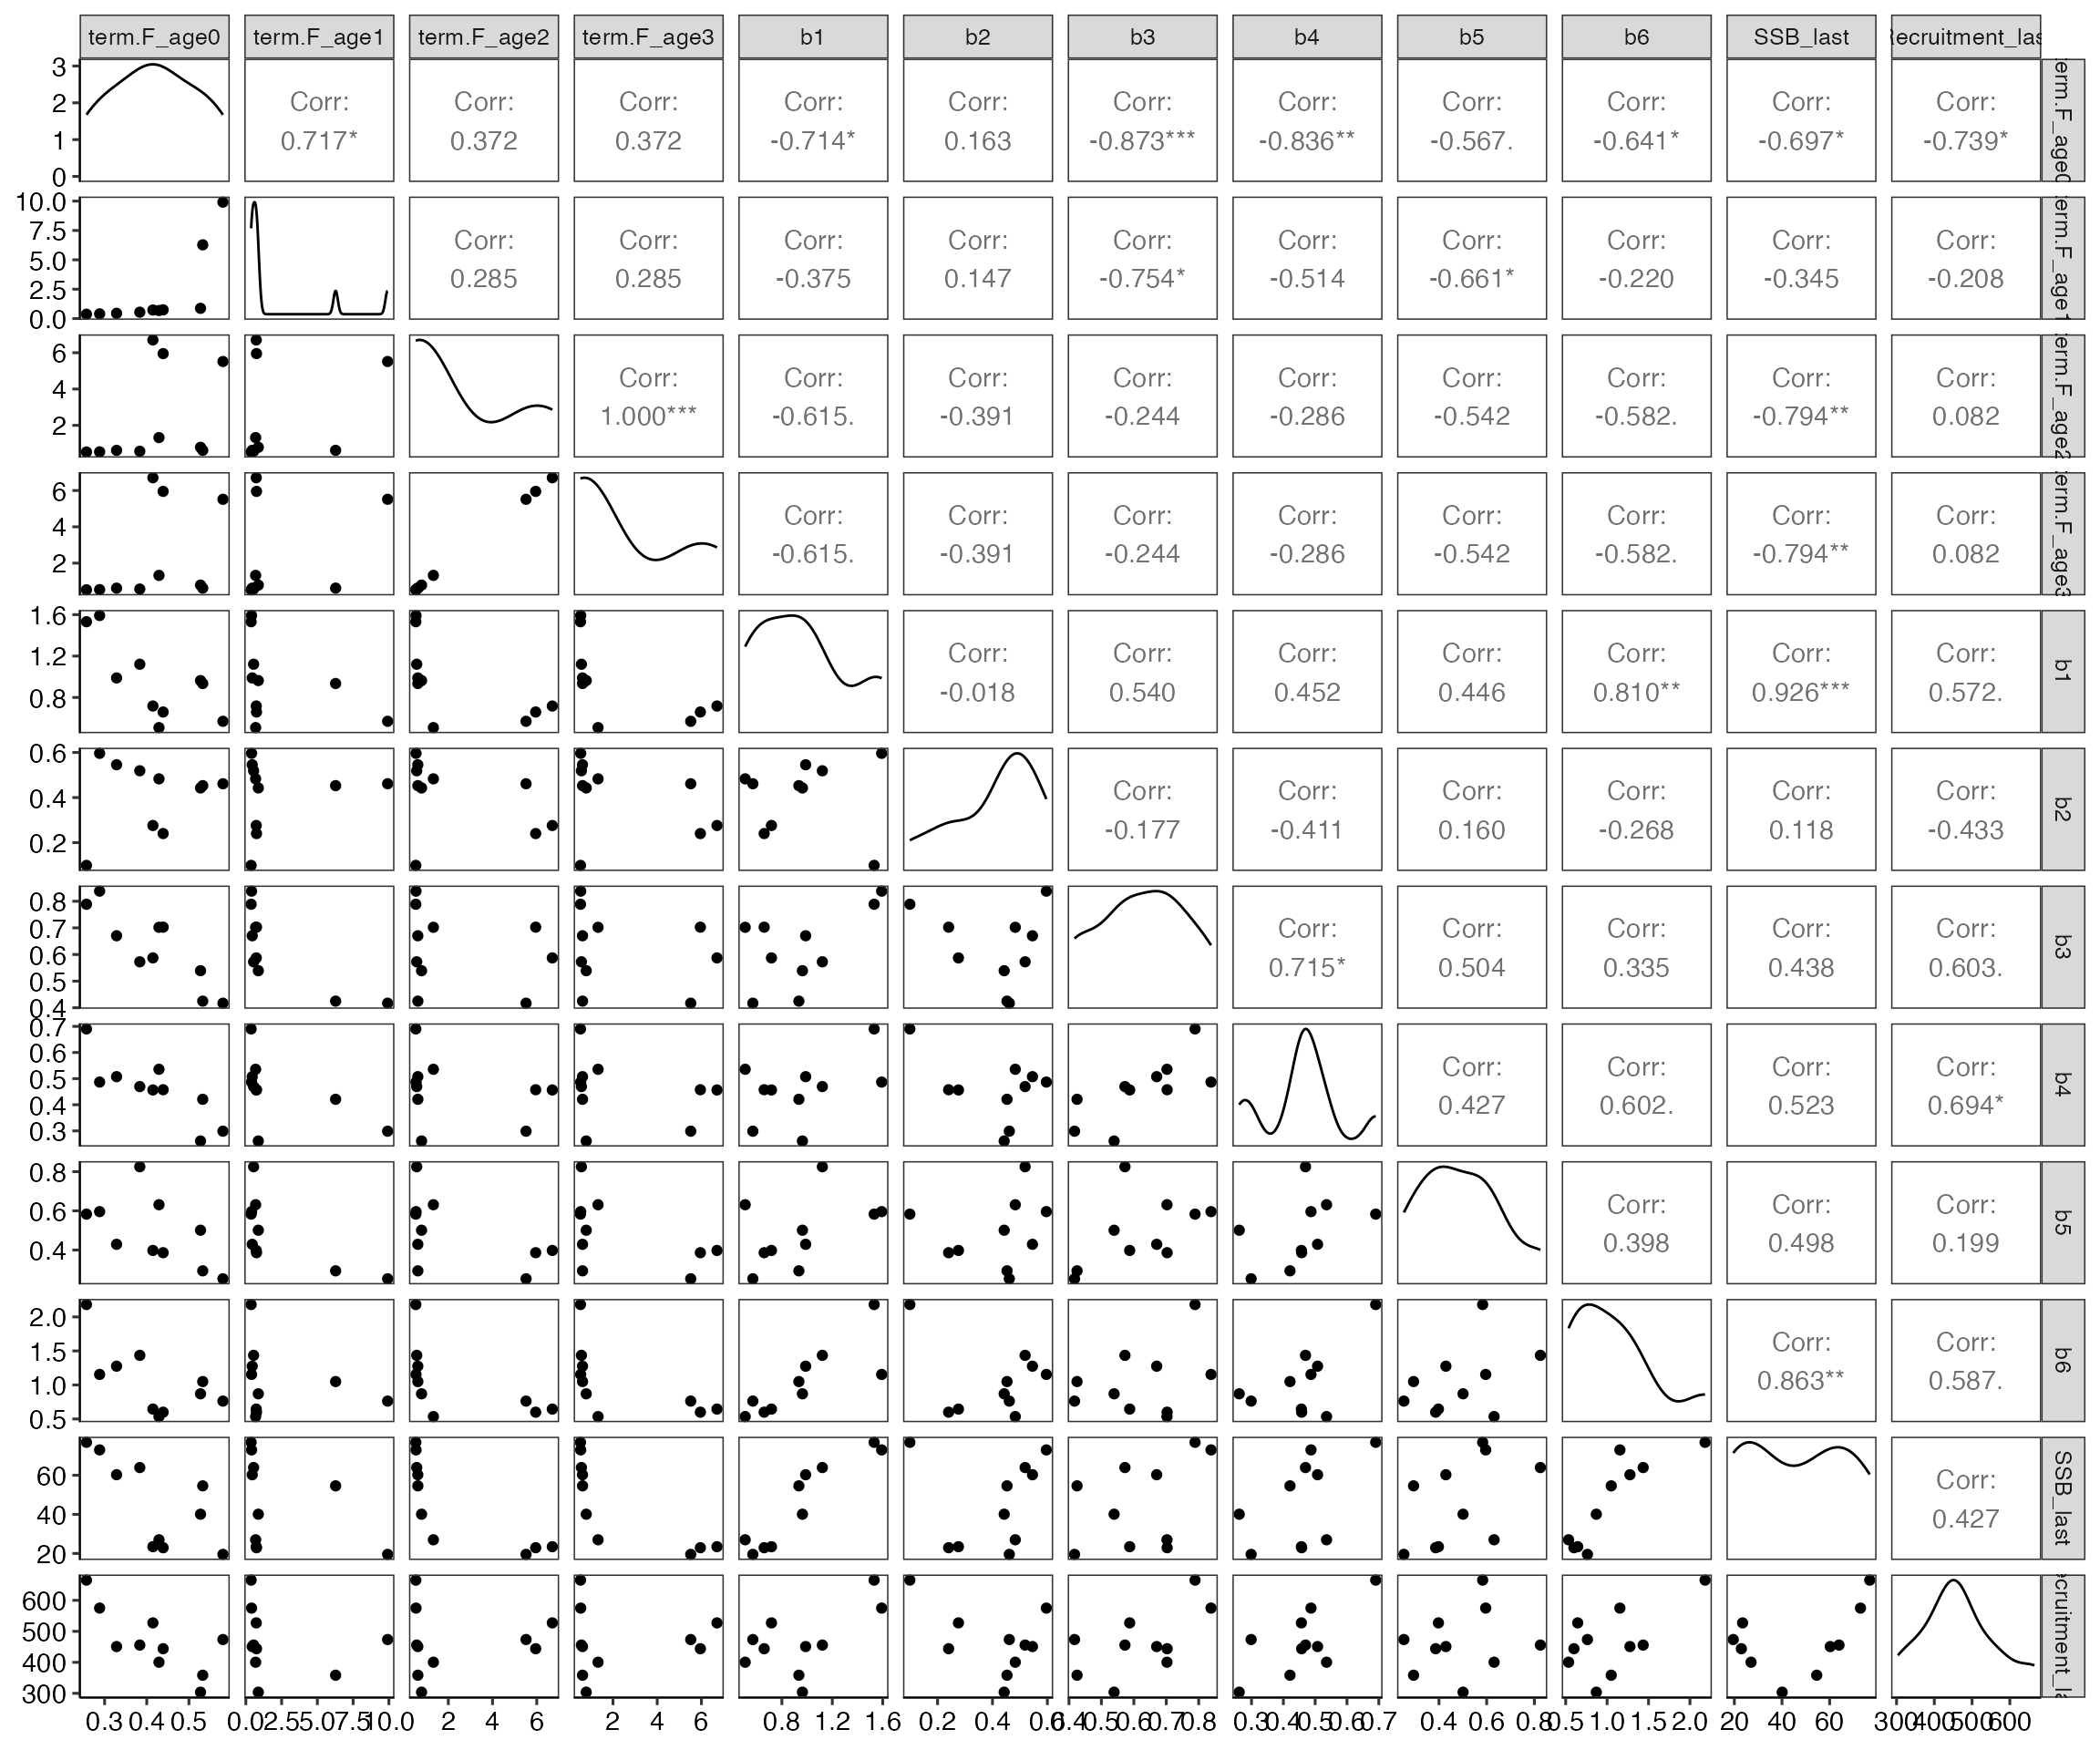 term.F_age0 term.F_age1 term.F_age2 term.F_age3 b1 b2 b3 b4 b5 b6 SSB_last Recruitment_las
3
2
1
0
Corr: Corr: Corr: Corr: Corr: Corr: Corr: Corr: Corr: Corr: Corr:
0.717* 0.372 0.372 -0.714* 0.163 -0.873*** -0.836** -0.567. -0.641* -0.697* -0.739*
term.F_age0
10.0
7.5
5.0
2.5
0.0
Corr: Corr: Corr: Corr: Corr: Corr: Corr: Corr: Corr: Corr:
0.285 0.285 -0.375 0.147 -0.754* -0.514 -0.661* -0.220 -0.345 -0.208
term.F_age1
6
4
2
Corr: Corr: Corr: Corr: Corr: Corr: Corr: Corr: Corr:
1.000*** -0.615. -0.391 -0.244 -0.286 -0.542 -0.582. -0.794** 0.082
term.F_age2
6
4
2
Corr: Corr: Corr: Corr: Corr: Corr: Corr: Corr:
-0.615. -0.391 -0.244 -0.286 -0.542 -0.582. -0.794** 0.082
term.F_age3
1.6
1.2
0.8
Corr: Corr: Corr: Corr: Corr: Corr: Corr:
-0.018 0.540 0.452 0.446 0.810** 0.926*** 0.572.
b1
0.6
0.4
0.2
Corr: Corr: Corr: Corr: Corr: Corr:
-0.177 -0.411 0.160 -0.268 0.118 -0.433
b2
0.8
0.7
0.6
0.5
0.4
Corr: Corr: Corr: Corr: Corr:
0.715* 0.504 0.335 0.438 0.603.
b3
0.7
0.6
0.5
0.4
0.3
Corr: Corr: Corr: Corr:
0.427 0.602. 0.523 0.694*
b4
0.8
0.6
0.4
Corr: Corr: Corr:
0.398 0.498 0.199
b5
2.0
1.5
1.0
0.5
Corr: Corr:
0.863** 0.587.
b6
60
40
20
Corr:
0.427
SSB_last
600
500
400
300
ecruitment_la
0.3 0.4 0.5 0.0 2.5 5.0 7.5 10.0 2 4 6 2 4 6 0.8 1.2 1.6 0.2 0.4 0.6 0.4 0.5 0.6 0.7 0.8 0.3 0.4 0.5 0.6 0.7 0.4 0.6 0.8 0.5 1.0 1.5 2.0 20 40 60 300 400 500 600